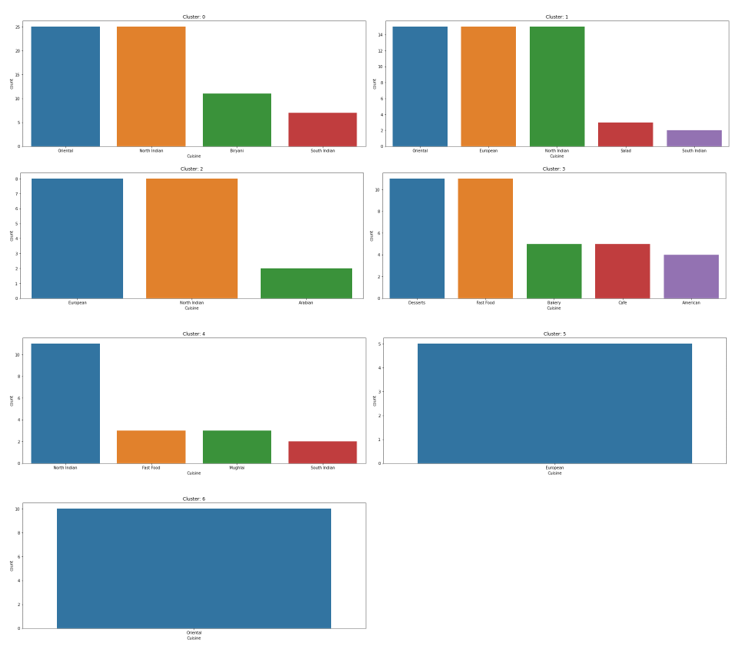 Cluster: 0
25
20
15
10
5
0
count
Oriental
North Indian
Biryani
South Indian
Cuisine
Cluster: 1
14
12
10
8
6
4
2
0
count
Oriental
European
North Indian
Salad
South Indian
Cuisine
Cluster: 2
8
7
6
5
4
3
2
1
0
count
European
North Indian
Arabian
Cuisine
Cluster: 3
10
8
6
4
2
0
count
Desserts
Fast Food
Bakery
Cafe
American
Cuisine
Cluster: 4
10
8
6
4
2
0
count
North Indian
Fast Food
Mughlai
South Indian
Cuisine
Cluster: 5
5
4
3
2
1
0
count
European
Cuisine
Cluster: 6
10
8
6
4
2
0
count
Oriental
Cuisine